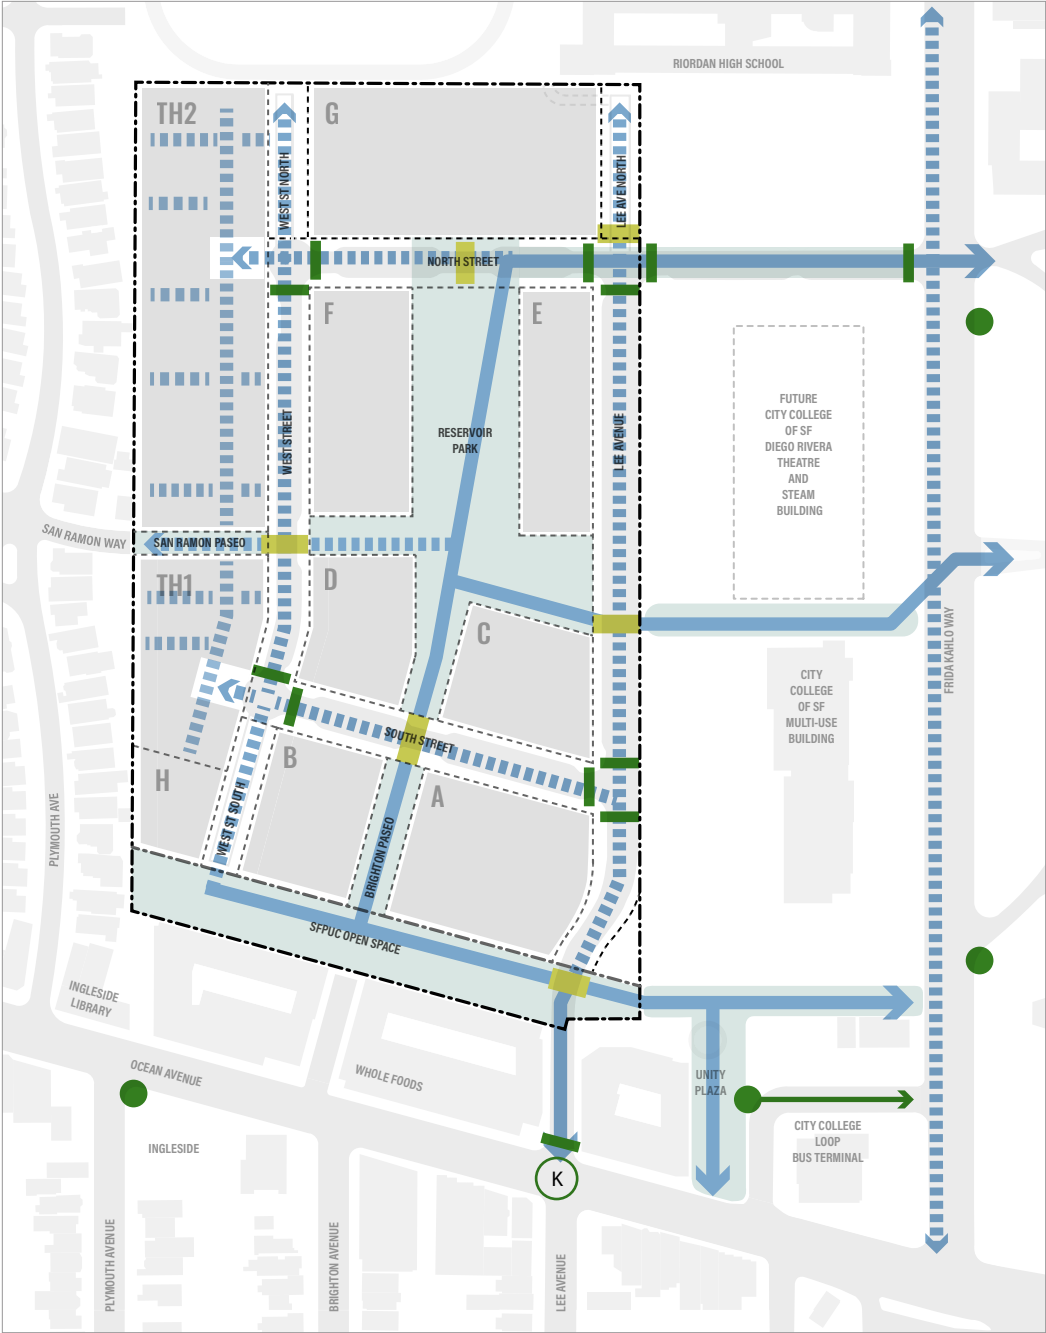 RIORDAN HIGH SCHOOL
TH2
G
WEST ST NORTH
LEE AVE NORTH
NORTH STREET
F
E
FUTURE
CITY COLLEGE
OF SF
DIEGO RIVERA
THEATRE
AND
STEAM
BUILDING
RESERVOIR
PARK
WEST STREET
LEE AVENUE
SAN RAMON WAY
SAN RAMON PASEO
TH1
D
C
FRIDA KAHLO WAY
CITY
COLLEGE
OF SF
MULTI-USE
BUILDING
SOUTH STREET
B
H
A
PLYMOUTH AVE
WEST ST SOUTH
BRIGHTON PASEO
SFPUC OPEN SPACE
INGLESIDE
LIBRARY
OCEAN AVENUE
WHOLE FOODS
UNITY
PLAZA
CITY COLLEGE
LOOP
BUS TERMINAL
INGLESIDE
K
PLYMOUTH AVENUE
BRIGHTON AVENUE
LEE AVENUE